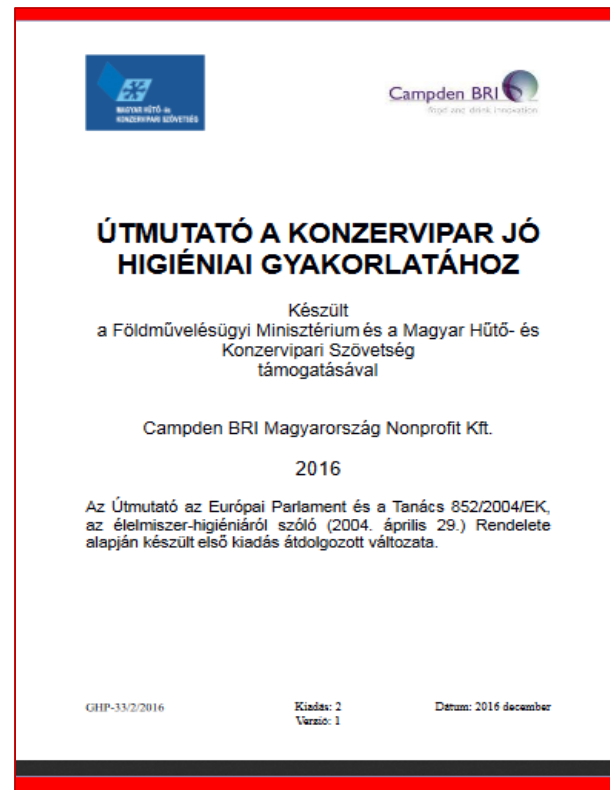 MAGYAR HŰTŐ- és
KONZERVIPARI SZÖVETSÉG
Campden BRI
food and drink innovation
ÚTMUTATÓ A KONZERVIPAR JÓ
HIGIÉNIAI GYAKORLATÁHOZ
Készült
a Földművelésügyi Minisztérium és a Magyar Hűtő- és
Konzervipari Szövetség
támogatásával
Campden BRI Magyarország Nonprofit Kft.
2016
Az Útmutató az Európai Parlament és a Tanács 852/2004/EK,
az élelmiszer-higiéniáról szóló (2004. április 29.) Rendelete
alapján készült első kiadás átdolgozott változata.
GHP-33/2/2016
Kiadás: 2
Verzió: 1
Dátum: 2016 december